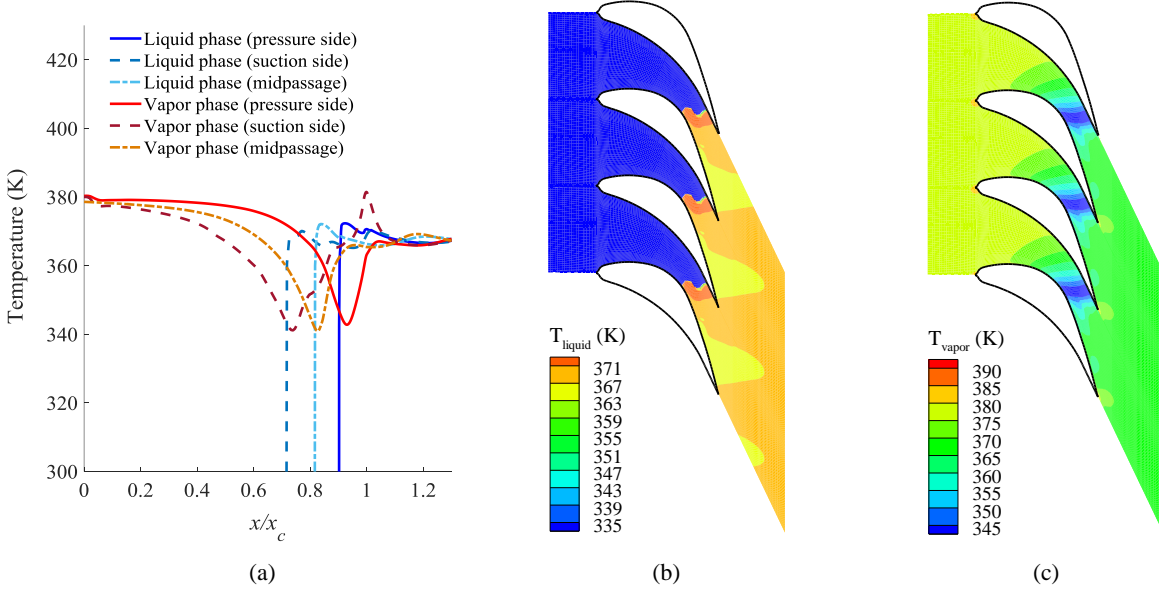 420
400
380
360
340
320
300
Temperature (K)
Liquid phase (pressure side)
Liquid phase (suction side)
Liquid phase (midpassage)
Vapor phase (pressure side)
Vapor phase (suction side)
Vapor phase (midpassage)
0 0.2 0.4 0.6 0.8 1 1.2
x/x_c
(a)
T_liquid (K)
371
367
363
359
355
351
347
343
339
335
(b)
T_vapor (K)
390
385
380
375
370
365
360
355
350
345
(c)